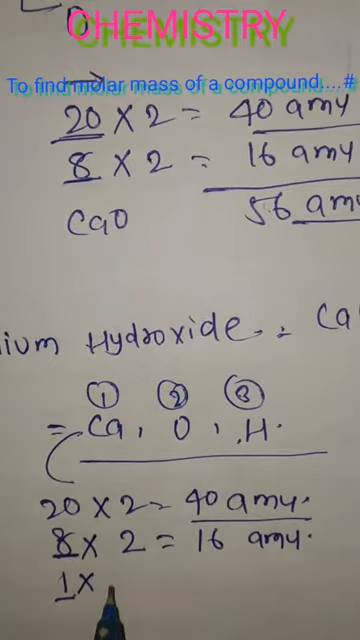 CHEMISTRY
To find molar mass of a compound....#
20 × 2 = 40 amu
8 × 2 = 16 amu
CaO 56 amu
ium Hydroxide. = Ca
① ② ③
= Ca, O, H.
20 × 2 = 40 amu.
8 × 2 = 16 amu.
1 ×